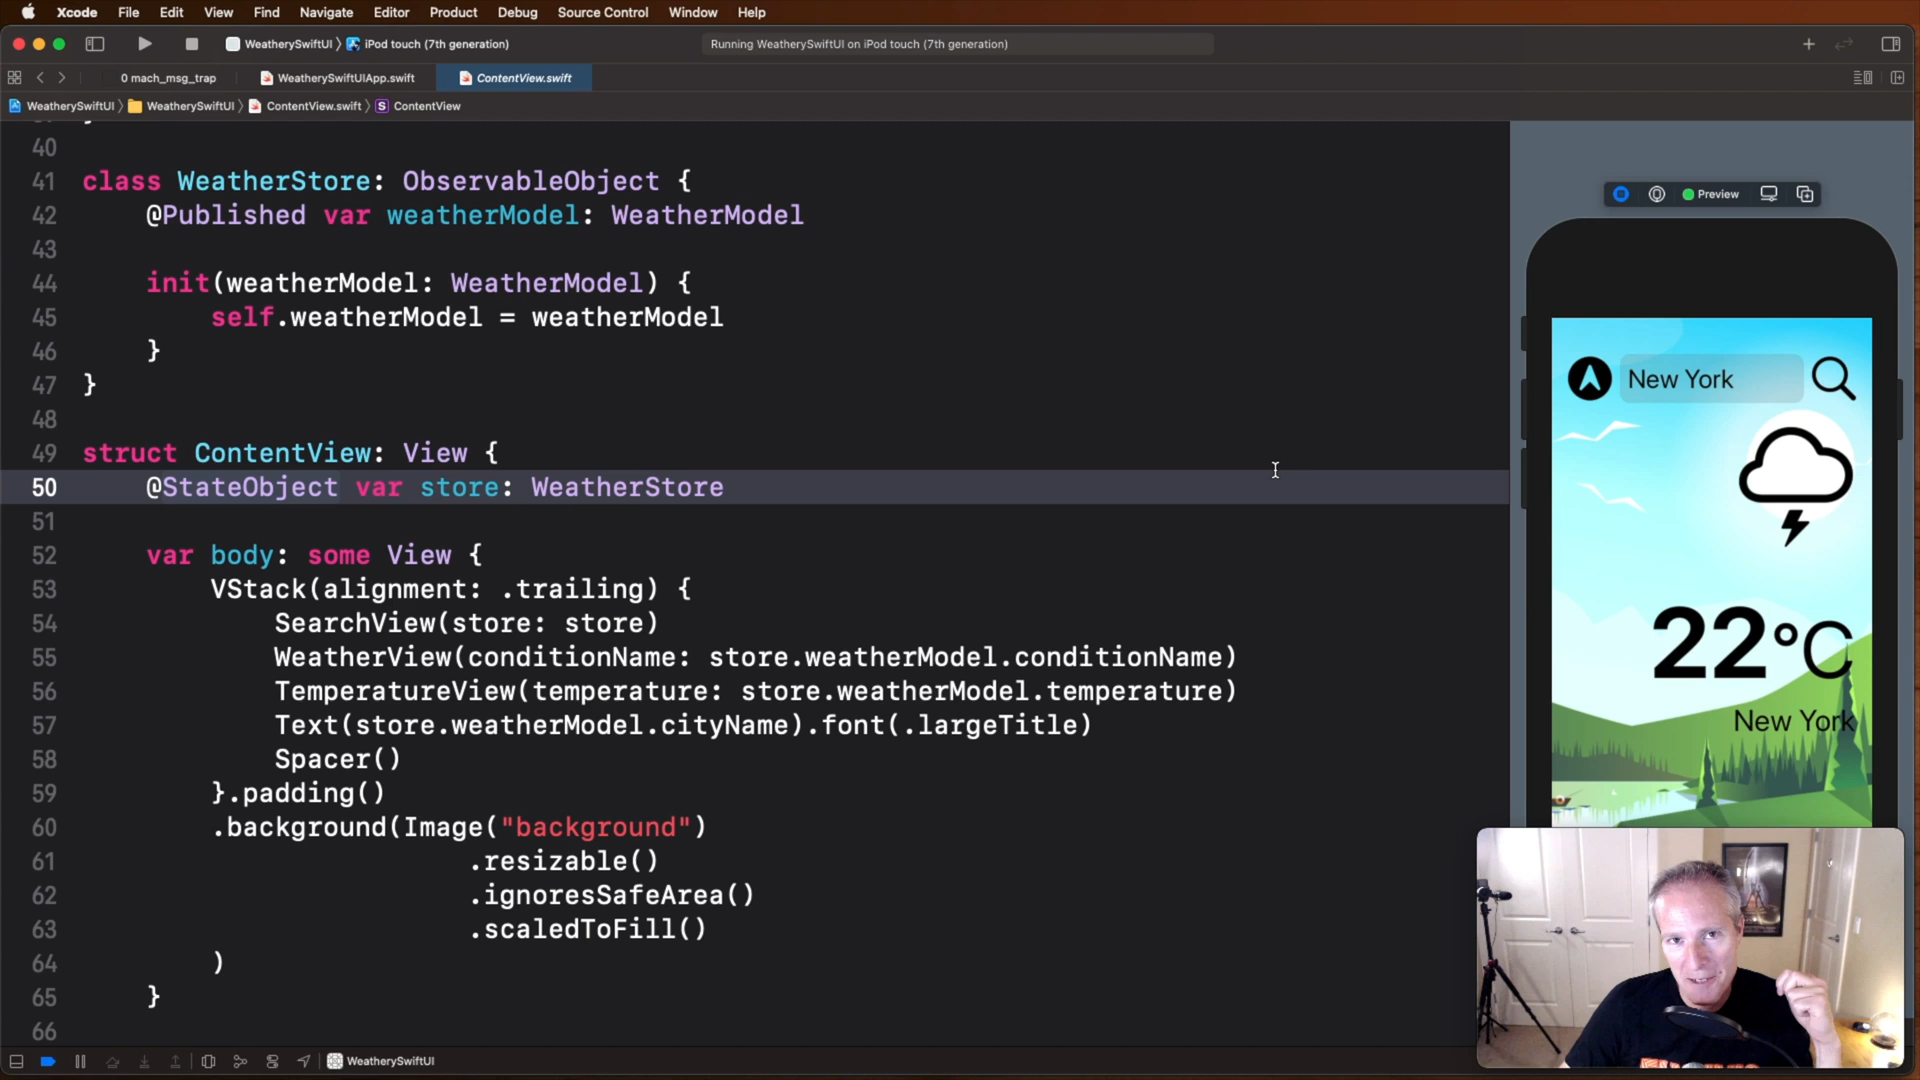 Xcode File Edit View Find Navigate Editor Product Debug Source Control Window Help
WeatherySwiftUI iPod touch (7th generation)
Running WeatherySwiftUI on iPod touch (7th generation)
0 mach_msg_trap WeatherySwiftUIApp.swift ContentView.swift
WeatherySwiftUI WeatherySwiftUI ContentView.swift S ContentView
40
41 class WeatherStore: ObservableObject {
42 @Published var weatherModel: WeatherModel
43
44 init(weatherModel: WeatherModel) {
45 self.weatherModel = weatherModel
46 }
47 }
48
49 struct ContentView: View {
50 @StateObject var store: WeatherStore
51
52 var body: some View {
53 VStack(alignment: .trailing) {
54 SearchView(store: store)
55 WeatherView(conditionName: store.weatherModel.conditionName)
56 TemperatureView(temperature: store.weatherModel.temperature)
57 Text(store.weatherModel.cityName).font(.largeTitle)
58 Spacer()
59 }.padding()
60 .background(Image("background")
61 .resizable()
62 .ignoresSafeArea()
63 .scaledToFill()
64 )
65 }
66
Preview
New York
22°C
New York
WeatherySwiftUI